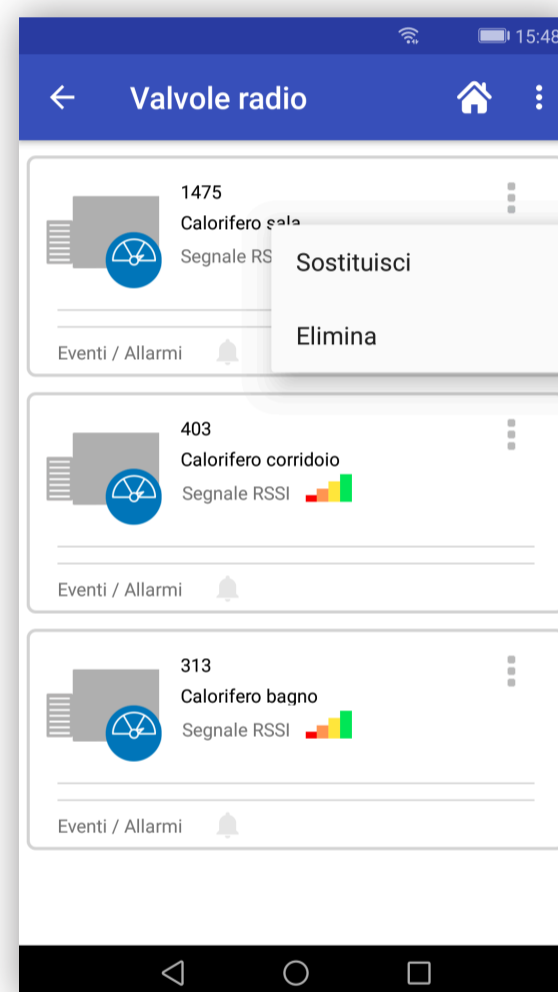 15:48
Valvole radio
1475
Calorifero sala
Segnale RS
Sostituisci
Elimina
Eventi / Allarmi
403
Calorifero corridoio
Segnale RSSI
Eventi / Allarmi
313
Calorifero bagno
Segnale RSSI
Eventi / Allarmi